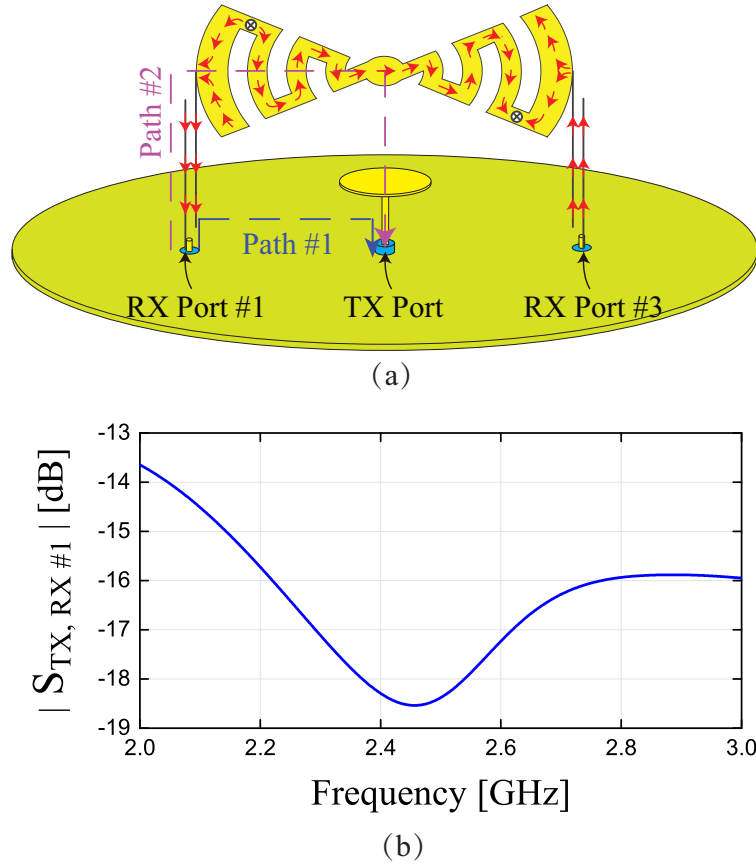 Path #2
Path #1
RX Port #1
TX Port
RX Port #3
(a)
-13
-14
-15
-16
-17
-18
-19
| S_TX, RX #1 | [dB]
2.0 2.2 2.4 2.6 2.8 3.0
Frequency [GHz]
(b)